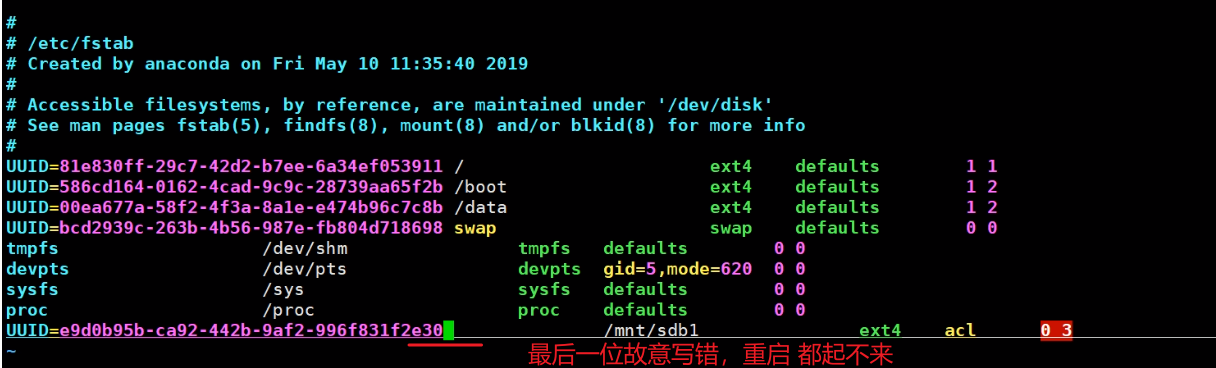 #
# /etc/fstab
# Created by anaconda on Fri May 10 11:35:40 2019
#
# Accessible filesystems, by reference, are maintained under '/dev/disk'
# See man pages fstab(5), findfs(8), mount(8) and/or blkid(8) for more info
#
UUID=81e830ff-29c7-42d2-b7ee-6a34ef053911 / ext4 defaults 1 1
UUID=586cd164-0162-4cad-9c9c-28739aa65f2b /boot ext4 defaults 1 2
UUID=00ea677a-58f2-4f3a-8a1e-e474b96c7c8b /data ext4 defaults 1 2
UUID=bcd2939c-263b-4b56-987e-fb804d718698 swap swap defaults 0 0
tmpfs /dev/shm tmpfs defaults 0 0
devpts /dev/pts devpts gid=5,mode=620 0 0
sysfs /sys sysfs defaults 0 0
proc /proc proc defaults 0 0
UUID=e9d0b95b-ca92-442b-9af2-996f831f2e30 /mnt/sdb1 ext4 acl 0 3
~ 最后一位故意写错，重启 都起不来